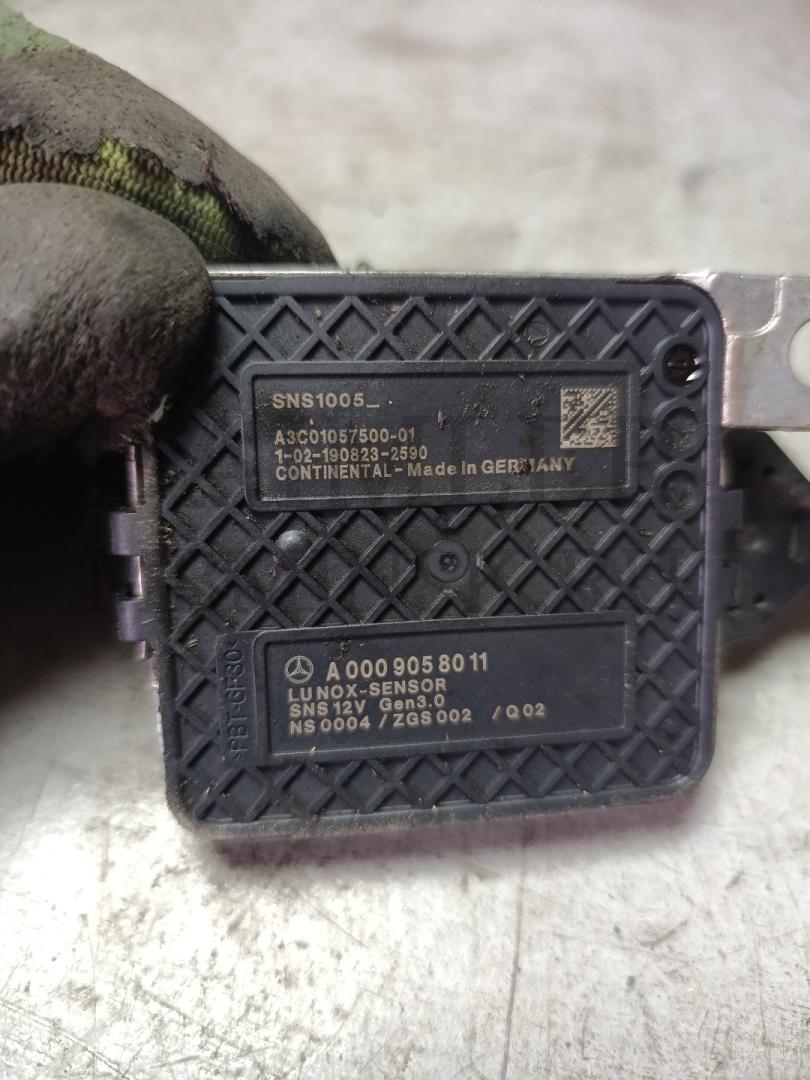 SNS1005_
A3C01057500-01
1-02-190823-2590
CONTINENTAL-Made in GERMANY
A 000 905 80 11
LU NOX-SENSOR
SNS 12V Gen3.0
NS 0004 / ZGS 002 / Q 02
>PBT-GF30<